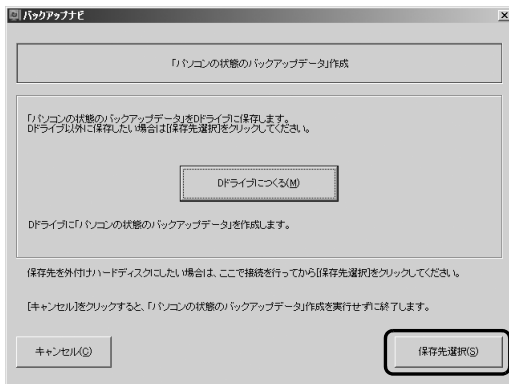 バックアップナビ
「パソコンの状態のバックアップデータ」作成
「パソコンの状態のバックアップデータ」をDドライブに保存します。
Dドライブ以外に保存したい場合は[保存先選択]をクリックしてください。
Dドライブにつくる(M)
Dドライブに「パソコンの状態のバックアップデータ」を作成します。
保存先を外付けハードディスクにしたい場合は、ここで接続を行ってから[保存先選択]をクリックしてください。
[キャンセル]をクリックすると、「パソコンの状態のバックアップデータ」作成を実行せずに終了します。
キャンセル(C)
保存先選択(S)